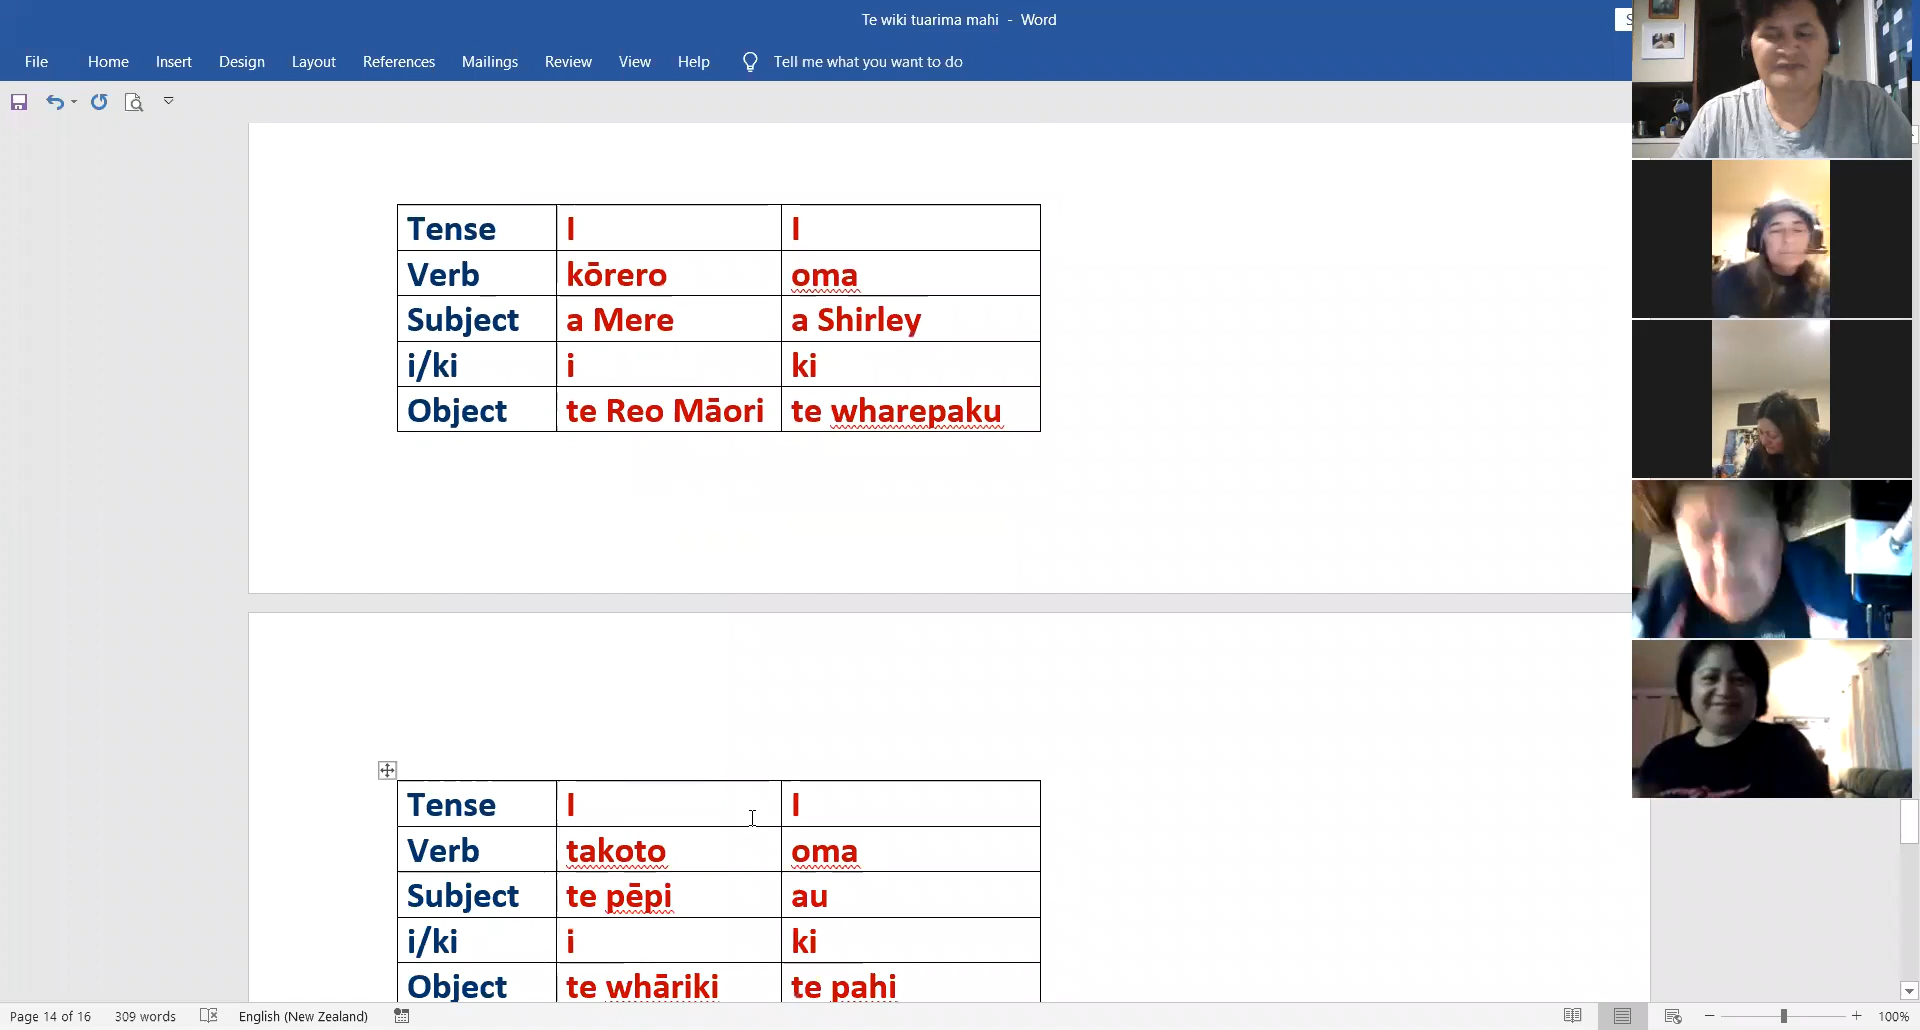 Te wiki tuarima mahi - Word
File Home Insert Design Layout References Mailings Review View Help Tell me what you want to do
Tense I I
Verb kōrero oma
Subject a Mere a Shirley
i/ki i ki
Object te Reo Māori te wharepaku
Tense I I
Verb takoto oma
Subject te pēpi au
i/ki i ki
Object te whāriki te pahi
Page 14 of 16 309 words English (New Zealand) 100%